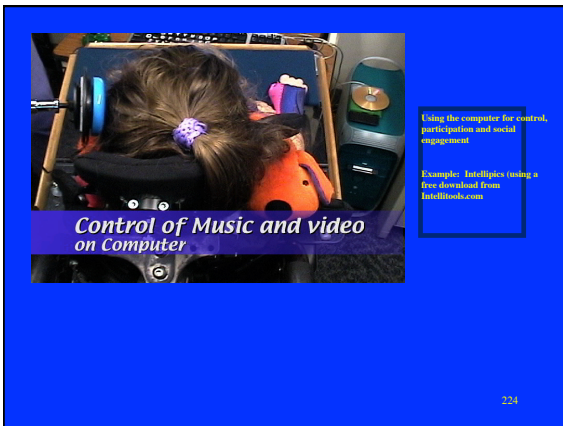 Control of Music and video
on Computer
Using the computer for control,
participation and social
engagement
Example: Intellipics (using a
free download from
Intellitools.com
224